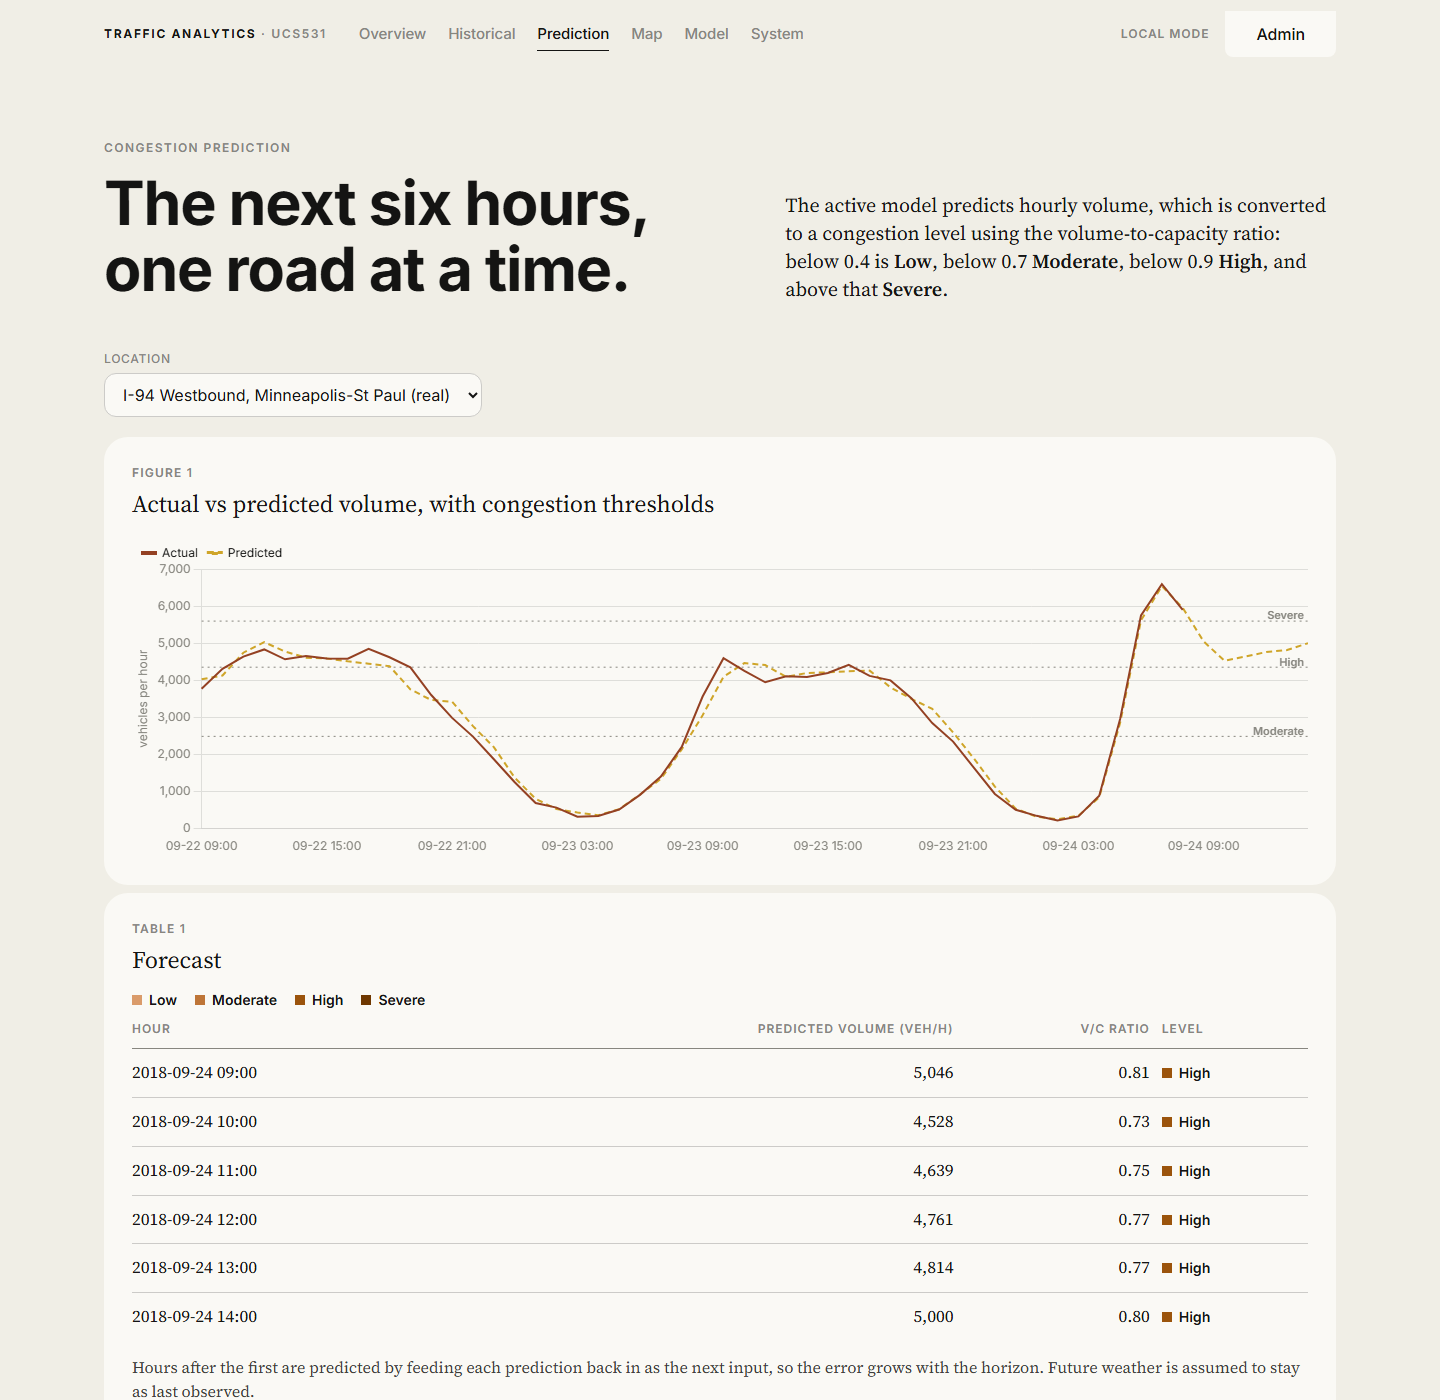 TRAFFIC ANALYTICS · UCS531 Overview Historical Prediction Map Model System LOCAL MODE Admin
CONGESTION PREDICTION
The next six hours,
one road at a time.
The active model predicts hourly volume, which is converted
to a congestion level using the volume-to-capacity ratio:
below 0.4 is Low, below 0.7 Moderate, below 0.9 High, and
above that Severe.
LOCATION
I-94 Westbound, Minneapolis-St Paul (real)
FIGURE 1
Actual vs predicted volume, with congestion thresholds
Actual Predicted
vehicles per hour
7,000
6,000
5,000
4,000
3,000
2,000
1,000
0
Severe
High
Moderate
09-22 09:00 09-22 15:00 09-22 21:00 09-23 03:00 09-23 09:00 09-23 15:00 09-23 21:00 09-24 03:00 09-24 09:00
TABLE 1
Forecast
Low Moderate High Severe
HOUR PREDICTED VOLUME (VEH/H) V/C RATIO LEVEL
2018-09-24 09:00 5,046 0.81 High
2018-09-24 10:00 4,528 0.73 High
2018-09-24 11:00 4,639 0.75 High
2018-09-24 12:00 4,761 0.77 High
2018-09-24 13:00 4,814 0.77 High
2018-09-24 14:00 5,000 0.80 High
Hours after the first are predicted by feeding each prediction back in as the next input, so the error grows with the horizon. Future weather is assumed to stay
as last observed.